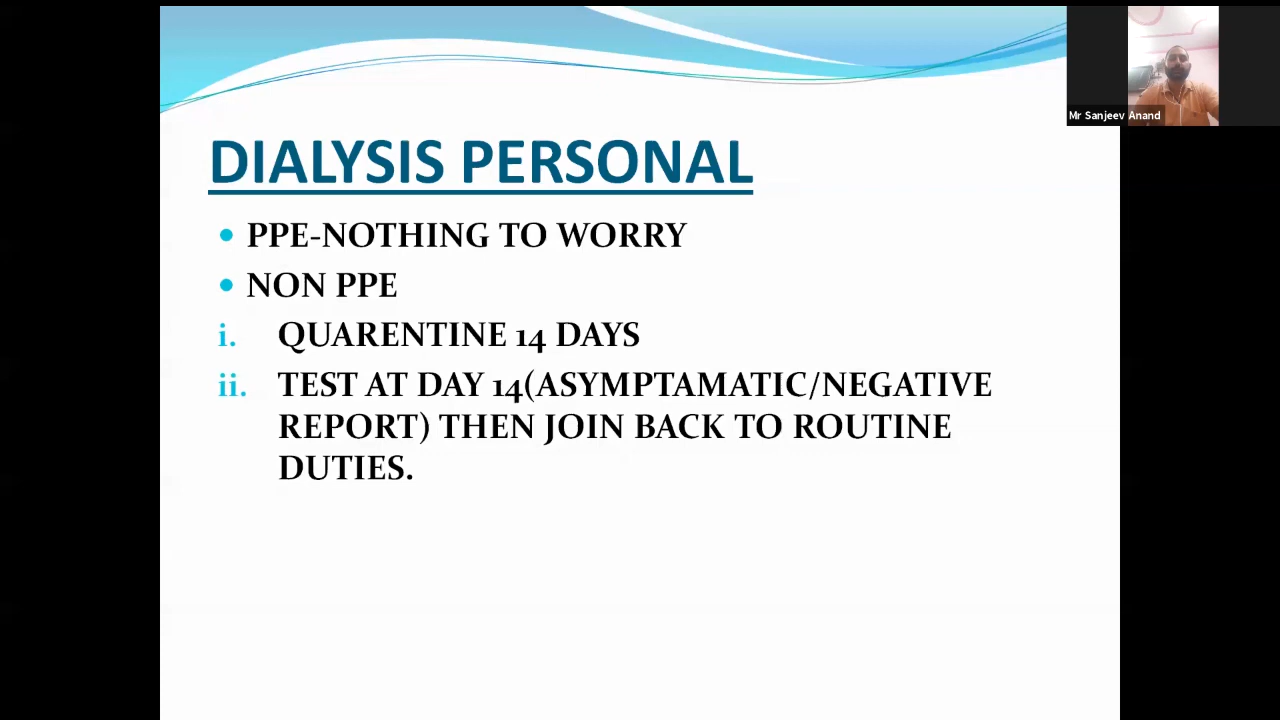 Mr Sanjeev Anand
DIALYSIS PERSONAL
• PPE-NOTHING TO WORRY
• NON PPE
i. QUARENTINE 14 DAYS
ii. TEST AT DAY 14(ASYMPTAMATIC/NEGATIVE
REPORT) THEN JOIN BACK TO ROUTINE
DUTIES.